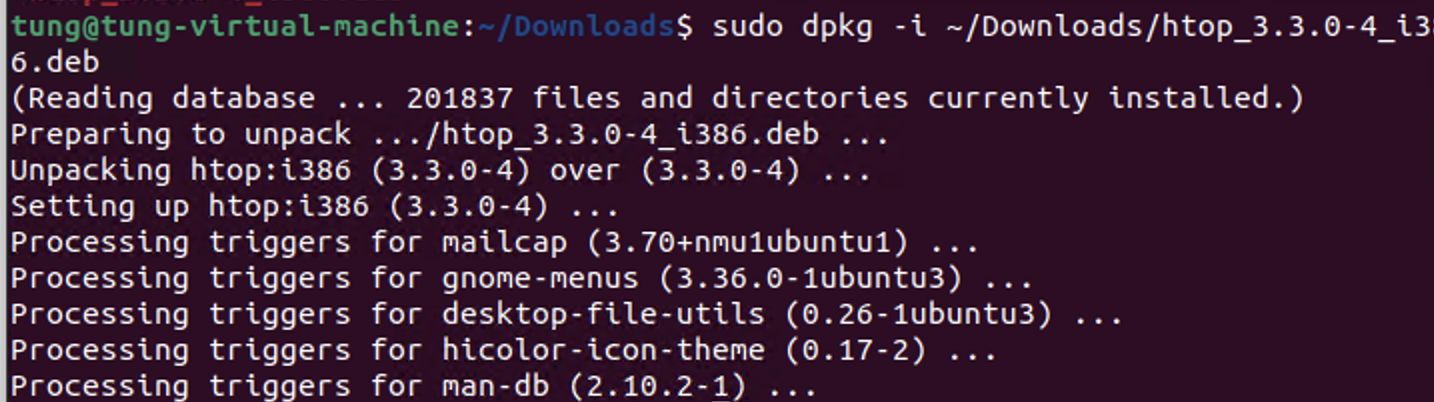 tung@tung-virtual-machine:~/Downloads$ sudo dpkg -i ~/Downloads/htop_3.3.0-4_i38
6.deb
(Reading database ... 201837 files and directories currently installed.)
Preparing to unpack .../htop_3.3.0-4_i386.deb ...
Unpacking htop:i386 (3.3.0-4) over (3.3.0-4) ...
Setting up htop:i386 (3.3.0-4) ...
Processing triggers for mailcap (3.70+nmu1ubuntu1) ...
Processing triggers for gnome-menus (3.36.0-1ubuntu3) ...
Processing triggers for desktop-file-utils (0.26-1ubuntu3) ...
Processing triggers for hicolor-icon-theme (0.17-2) ...
Processing triggers for man-db (2.10.2-1) ...